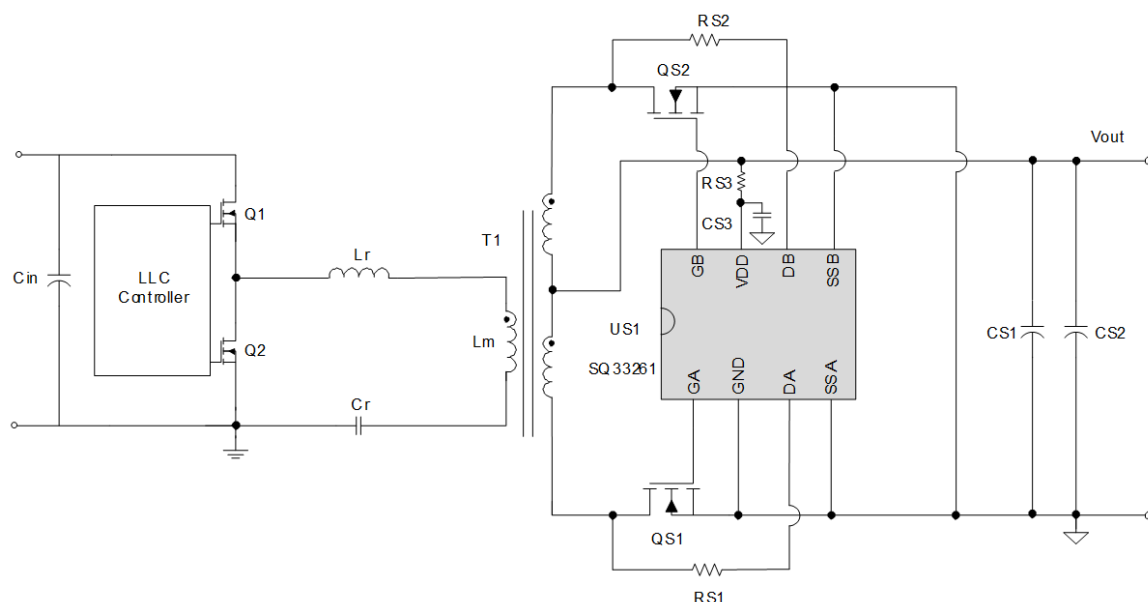 RS2
QS2
Vout
RS3
Q1
CS3
T1
Lr
GB
VDD
DB
SSB
Cin
LLC
Controller
US1
CS1
CS2
Lm
Q2
SQ33261
GA
GND
DA
SSA
Cr
QS1
RS1